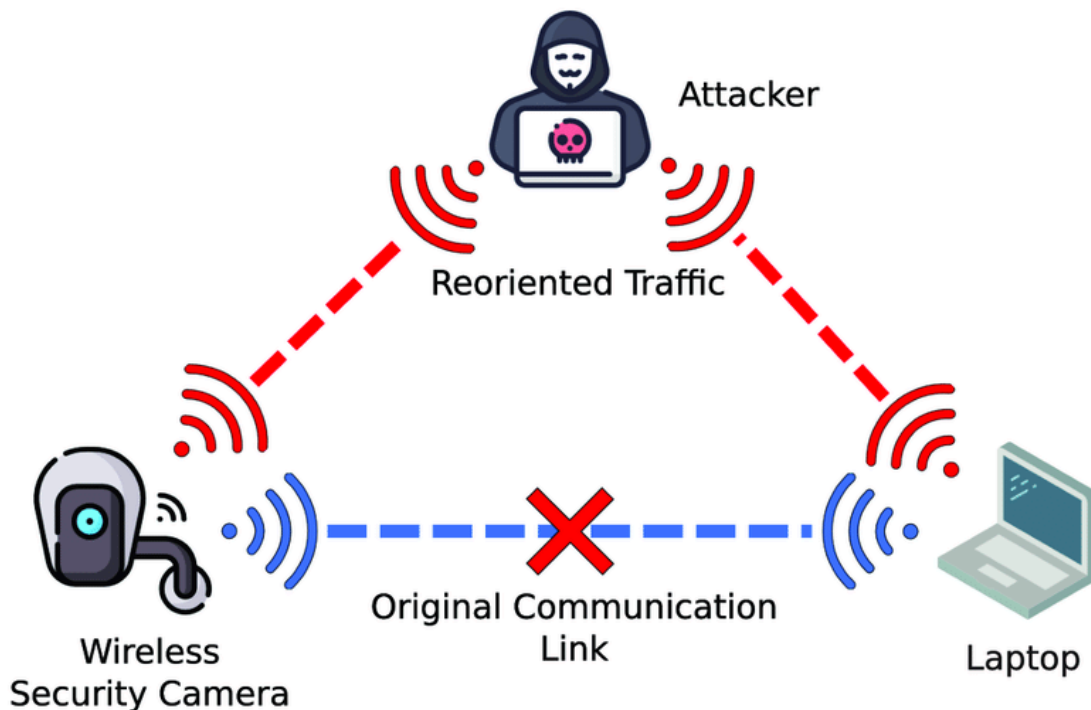 Attacker
Reoriented Traffic
Original Communication
Link
Wireless
Security Camera
Laptop